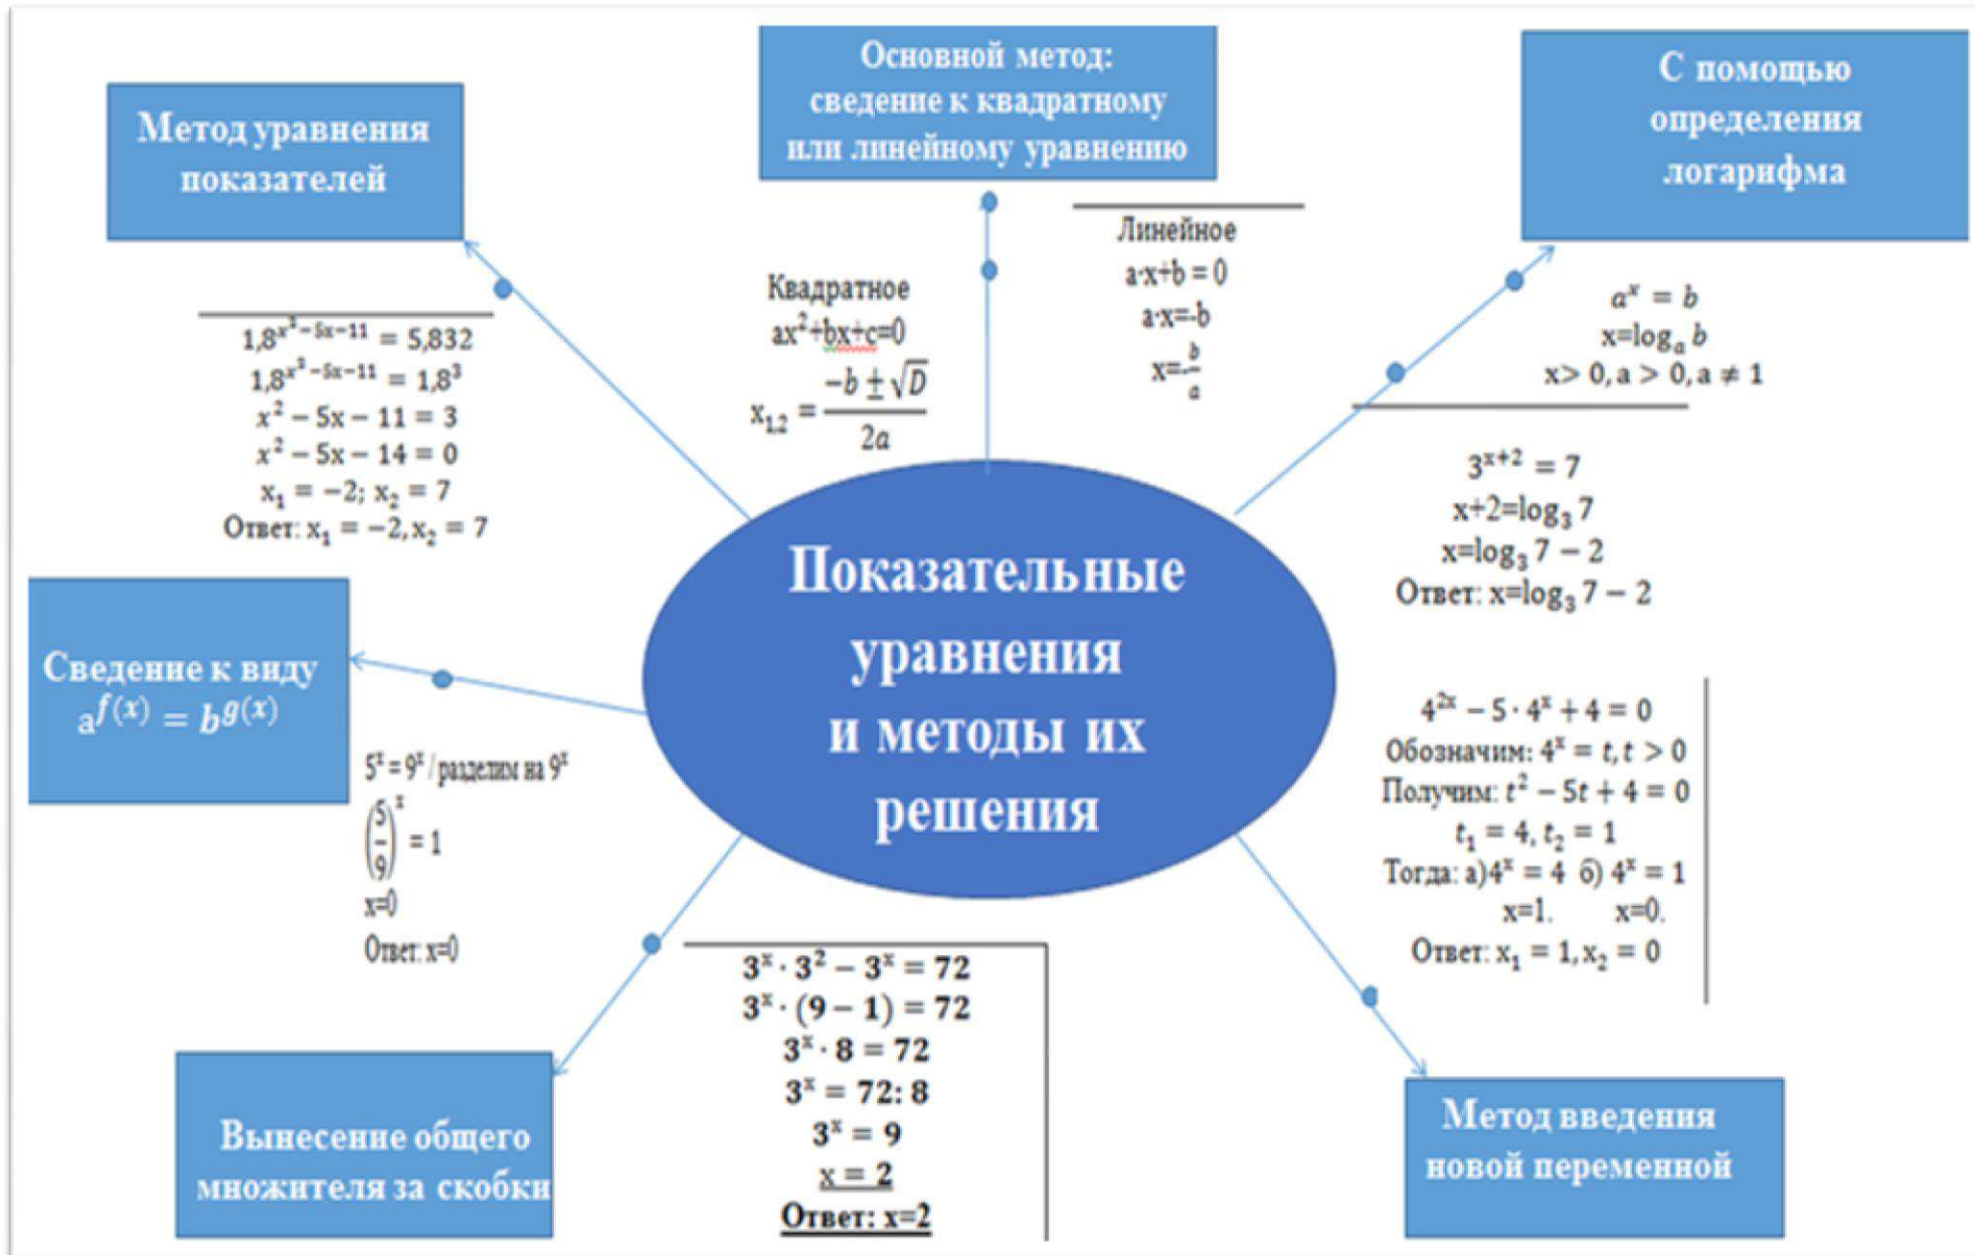 Основной метод:
сведение к квадратному
или линейному уравнению
С помощью
определения
логарифма
Метод уравнения
показателей
Линейное
a·x+b = 0
a·x=-b
x=-b/a
Квадратное
ax²+bx+c=0
x₁,₂ = (−b ± √D)/2a
aˣ = b
x=logₐ b
x> 0, a > 0, a ≠ 1
1,8^(x²−5x−11) = 5,832
1,8^(x²−5x−11) = 1,8³
x² − 5x − 11 = 3
x² − 5x − 14 = 0
x₁ = −2; x₂ = 7
Ответ: x₁ = −2, x₂ = 7
3ˣ⁺² = 7
x+2=log₃ 7
x=log₃ 7 − 2
Ответ: x=log₃ 7 − 2
Показательные
уравнения
и методы их
решения
Сведение к виду
a^f(x) = b^g(x)
5ˣ = 9ˣ / разделим на 9ˣ
(5/9)ˣ = 1
x=0
Ответ: x=0
4²ˣ − 5 · 4ˣ + 4 = 0
Обозначим: 4ˣ = t, t > 0
Получим: t² − 5t + 4 = 0
t₁ = 4, t₂ = 1
Тогда: а)4ˣ = 4 б) 4ˣ = 1
x=1. x=0.
Ответ: x₁ = 1, x₂ = 0
3ˣ · 3² − 3ˣ = 72
3ˣ · (9 − 1) = 72
3ˣ · 8 = 72
3ˣ = 72: 8
3ˣ = 9
x = 2
Ответ: x=2
Вынесение общего
множителя за скобки
Метод введения
новой переменной